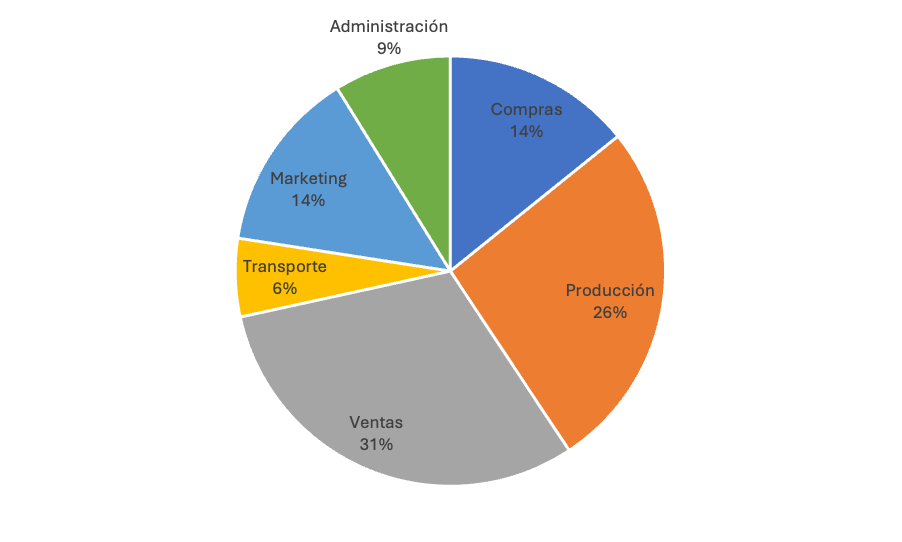 Administración
9%
Compras
14%
Marketing
14%
Transporte
6%
Producción
26%
Ventas
31%